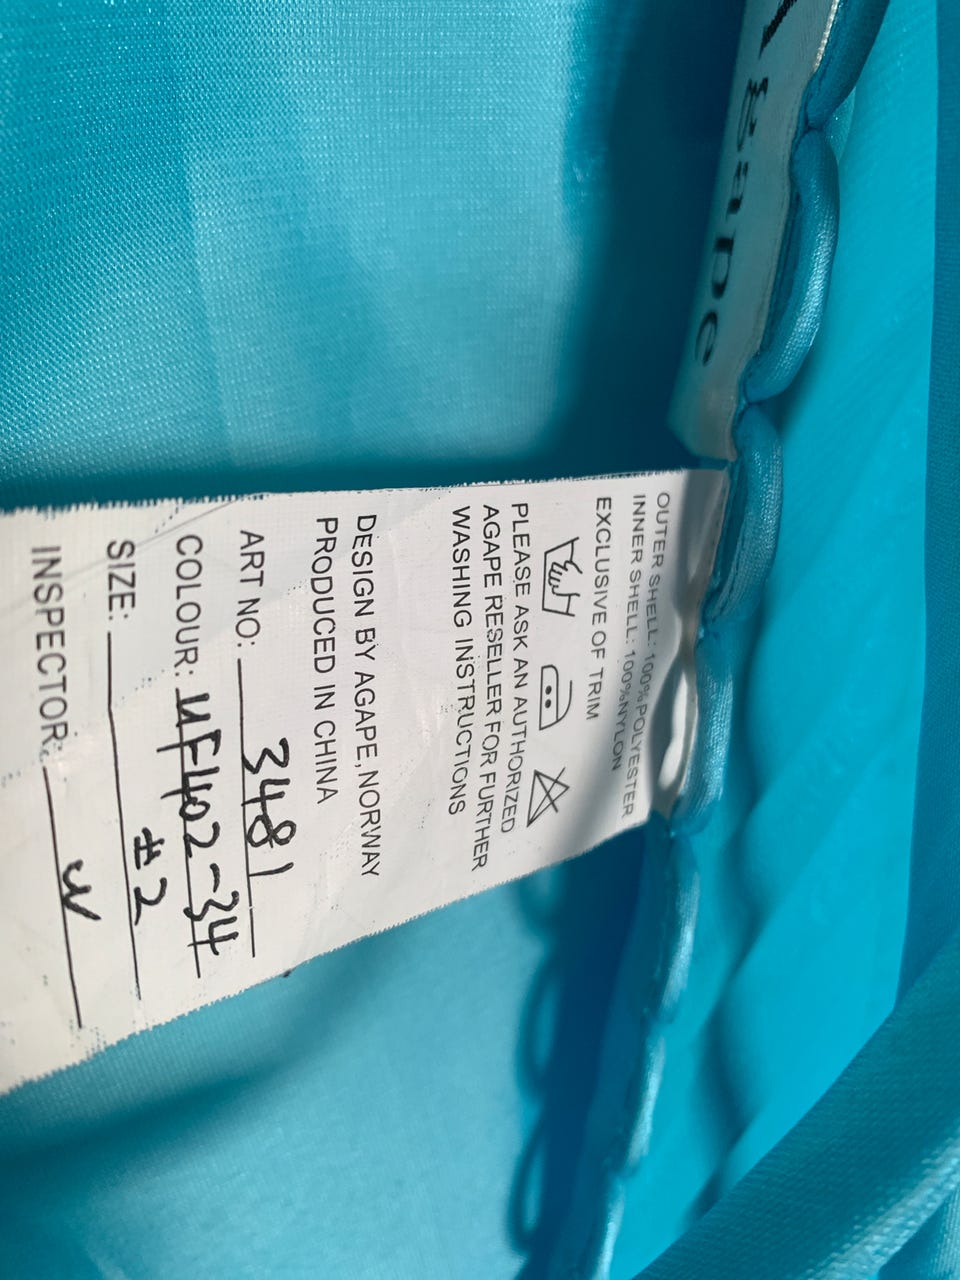 agape
OUTER SHELL: 100%POLYESTER
INNER SHELL: 100%NYLON
EXCLUSIVE OF TRIM
PLEASE ASK AN AUTHORIZED
AGAPE RESELLER FOR FURTHER
WASHING INSTRUCTIONS
DESIGN BY AGAPE,NORWAY
PRODUCED IN CHINA
ART NO: 3481
COLOUR: UF402-34
SIZE: #2
INSPECTOR: